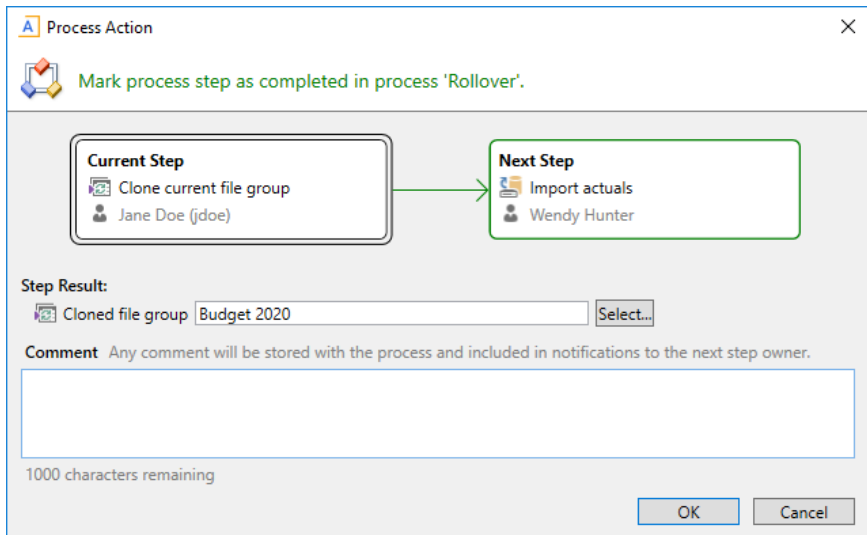 A Process Action
Mark process step as completed in process 'Rollover'.
Current Step
Clone current file group
Jane Doe (jdoe)
Next Step
Import actuals
Wendy Hunter
Step Result:
Cloned file group Budget 2020 Select...
Comment Any comment will be stored with the process and included in notifications to the next step owner.
1000 characters remaining
OK Cancel